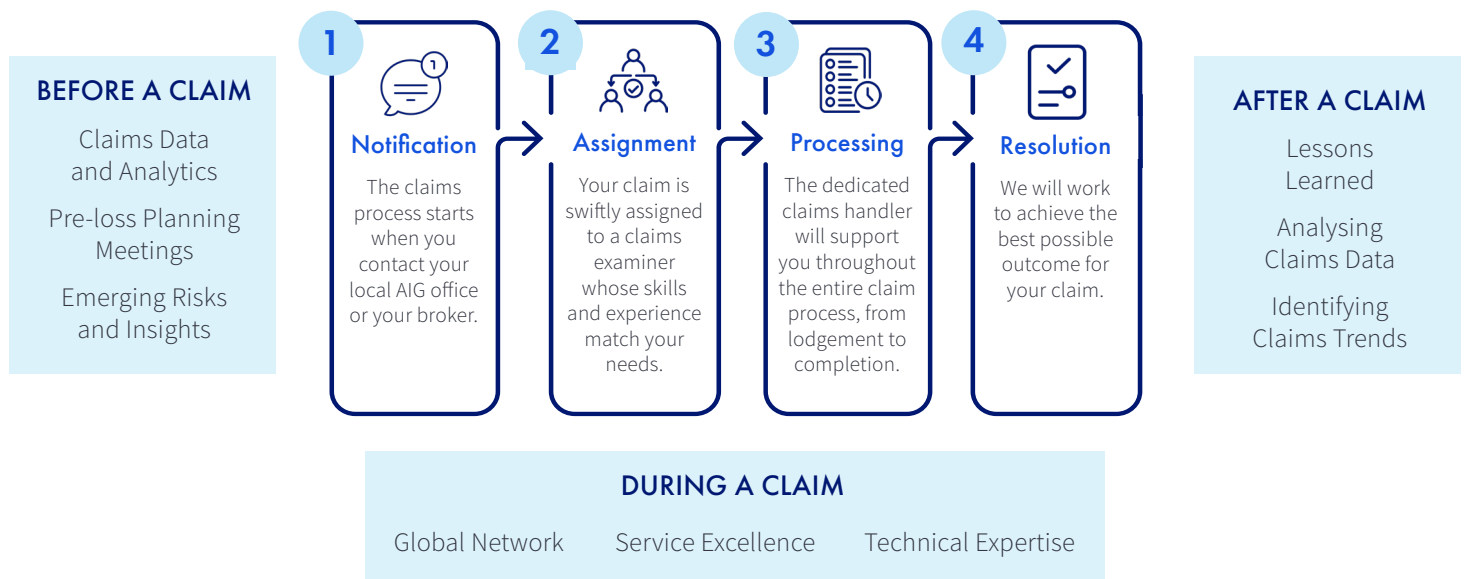 BEFORE A CLAIM
Claims Data
and Analytics
Pre-loss Planning
Meetings
Emerging Risks
and Insights
1
1
Notification
The claims
process starts
when you
contact your
local AIG office
or your broker.
2
Assignment
Your claim is
swiftly assigned
to a claims
examiner
whose skills
and experience
match your
needs.
3
Processing
The dedicated
claims handler
will support
you throughout
the entire claim
process, from
lodgement to
completion.
4
Resolution
We will work
to achieve the
best possible
outcome for
your claim.
AFTER A CLAIM
Lessons
Learned
Analysing
Claims Data
Identifying
Claims Trends
DURING A CLAIM
Global Network
Service Excellence
Technical Expertise